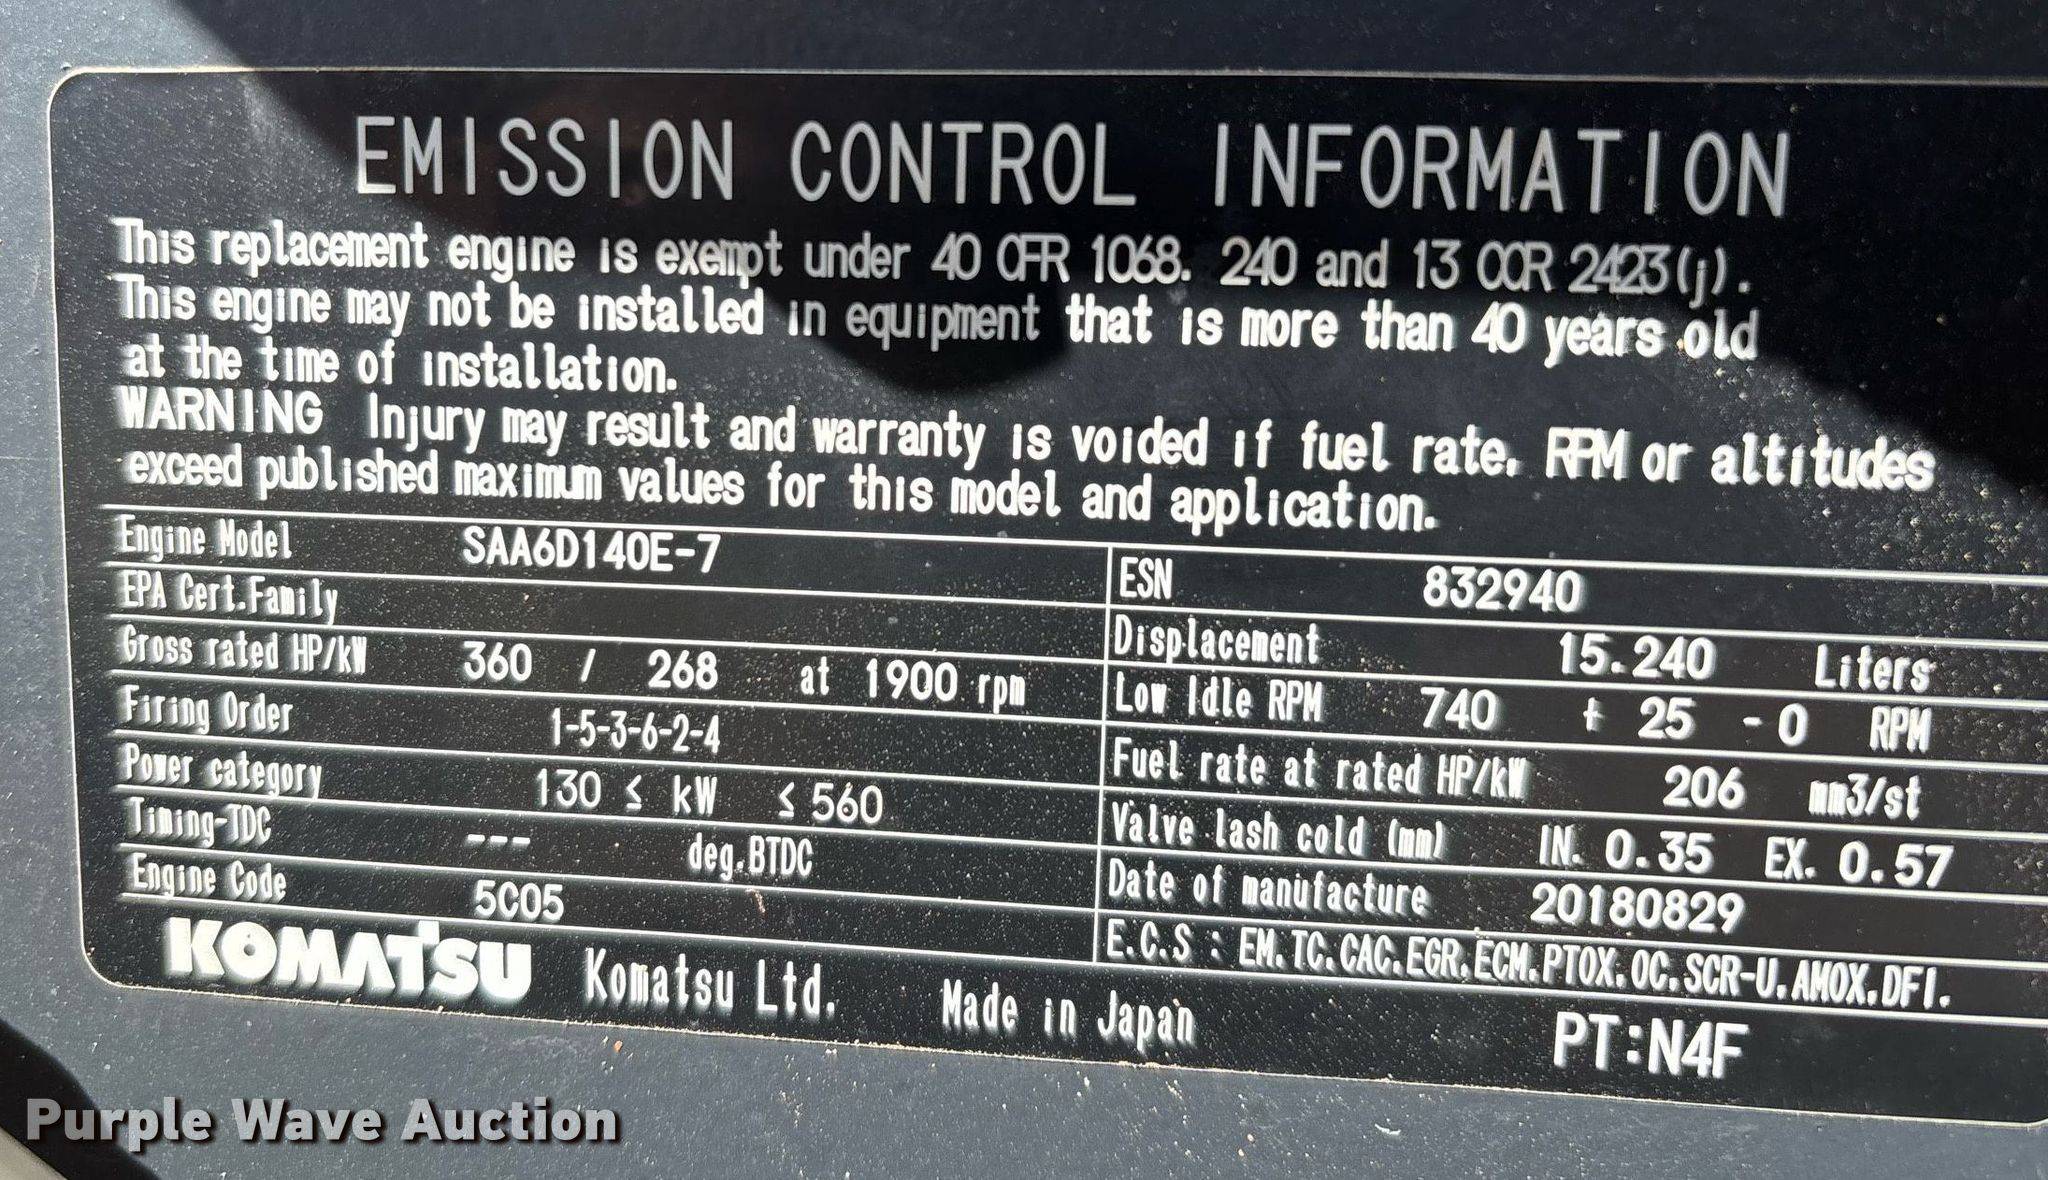 EMISSION CONTROL INFORMATION
This replacement engine is exempt under 40 CFR 1068. 240 and 13 CCR 2423(j).
This engine may not be installed in equipment that is more than 40 years old
at the time of installation.
WARNING Injury may result and warranty is voided if fuel rate. RPM or altitudes
exceed published maximum values for this model and application.
Engine Model SAA6D140E-7
EPA Cert.Family
Gross rated HP/kW 360 / 268 at 1900 rpm
Firing Order 1-5-3-6-2-4
Power category 130 ≤ kW ≤ 560
Timing-TDC --- deg.BTDC
Engine Code 5C05
ESN 832940
Displacement 15.240 Liters
Low Idle RPM 740 + 25 - 0 RPM
Fuel rate at rated HP/kW 206 mm3/st
Valve lash cold (mm) IN. 0.35 EX. 0.57
Date of manufacture 20180829
E.C.S : EM.TC.CAC.EGR.ECM.PTOX.OC.SCR-U.AMOX.DFI.
KOMATSU Komatsu Ltd. Made in Japan PT:N4F
Purple Wave Auction